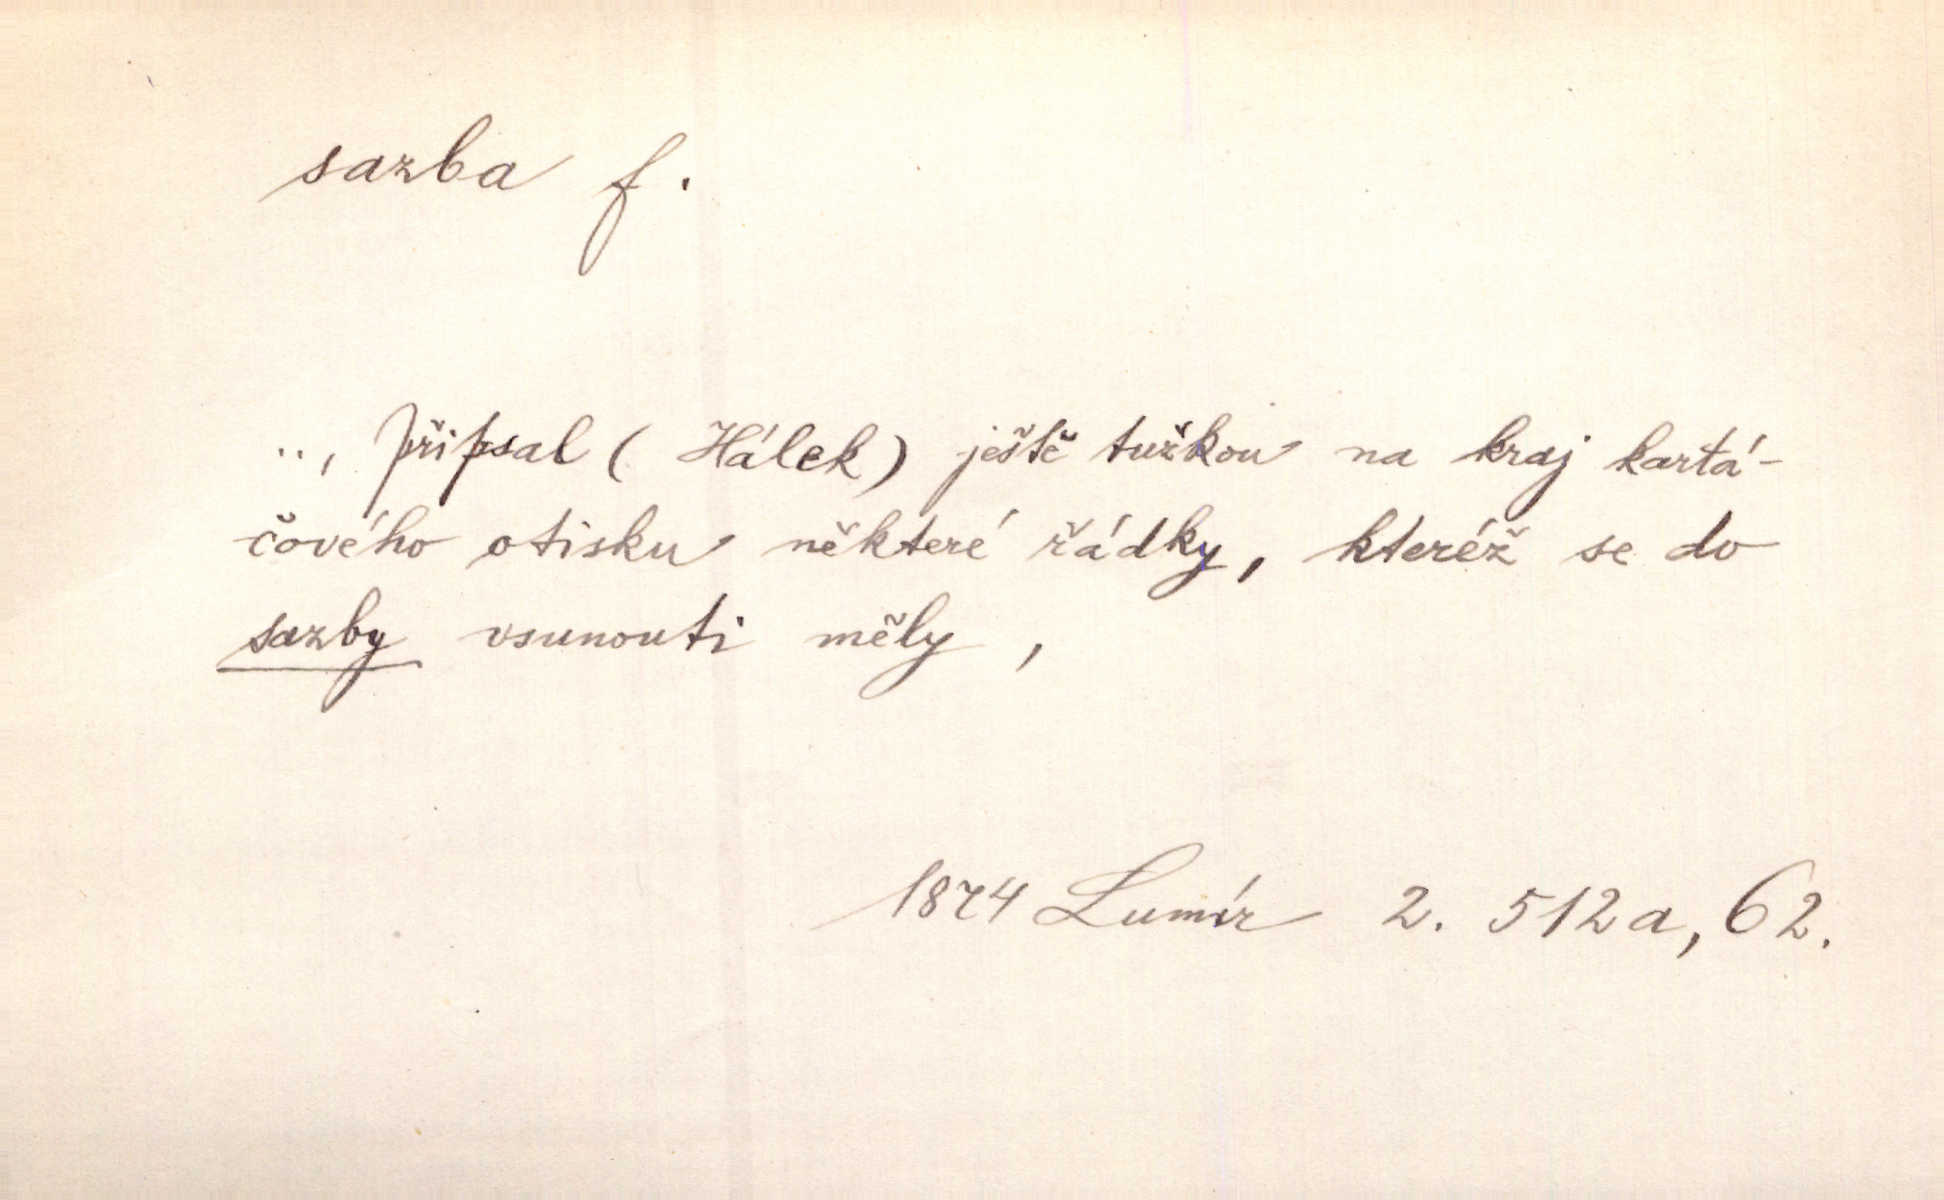 sazba f.
.., připsal ( Hálek) ještě tužkou na kraj kartá-
čového otisku některé řádky, kteréž se do
sazby vsunouti měly ,
1874 Lumír 2. 512a, 62.